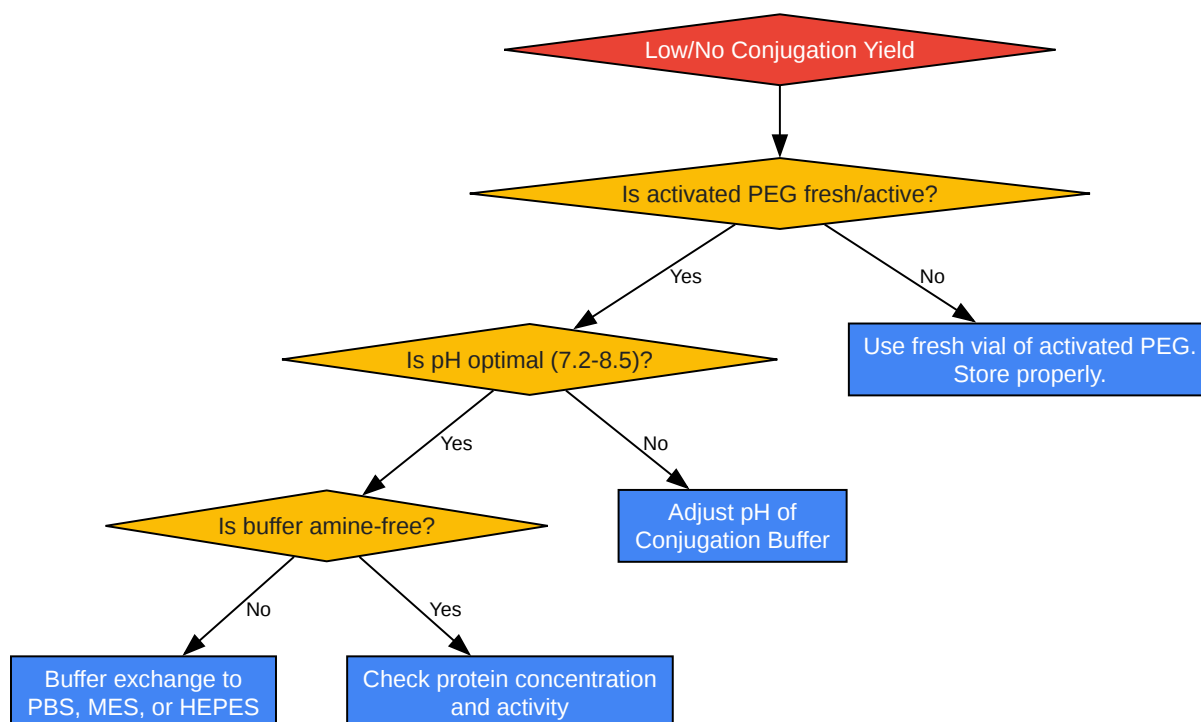 Low/No Conjugation Yield
Is activated PEG fresh/active?
Yes
No
Is pH optimal (7.2-8.5)?
Use fresh vial of activated PEG.
Store properly.
Yes
No
Is buffer amine-free?
Adjust pH of
Conjugation Buffer
No
Yes
Buffer exchange to
PBS, MES, or HEPES
Check protein concentration
and activity